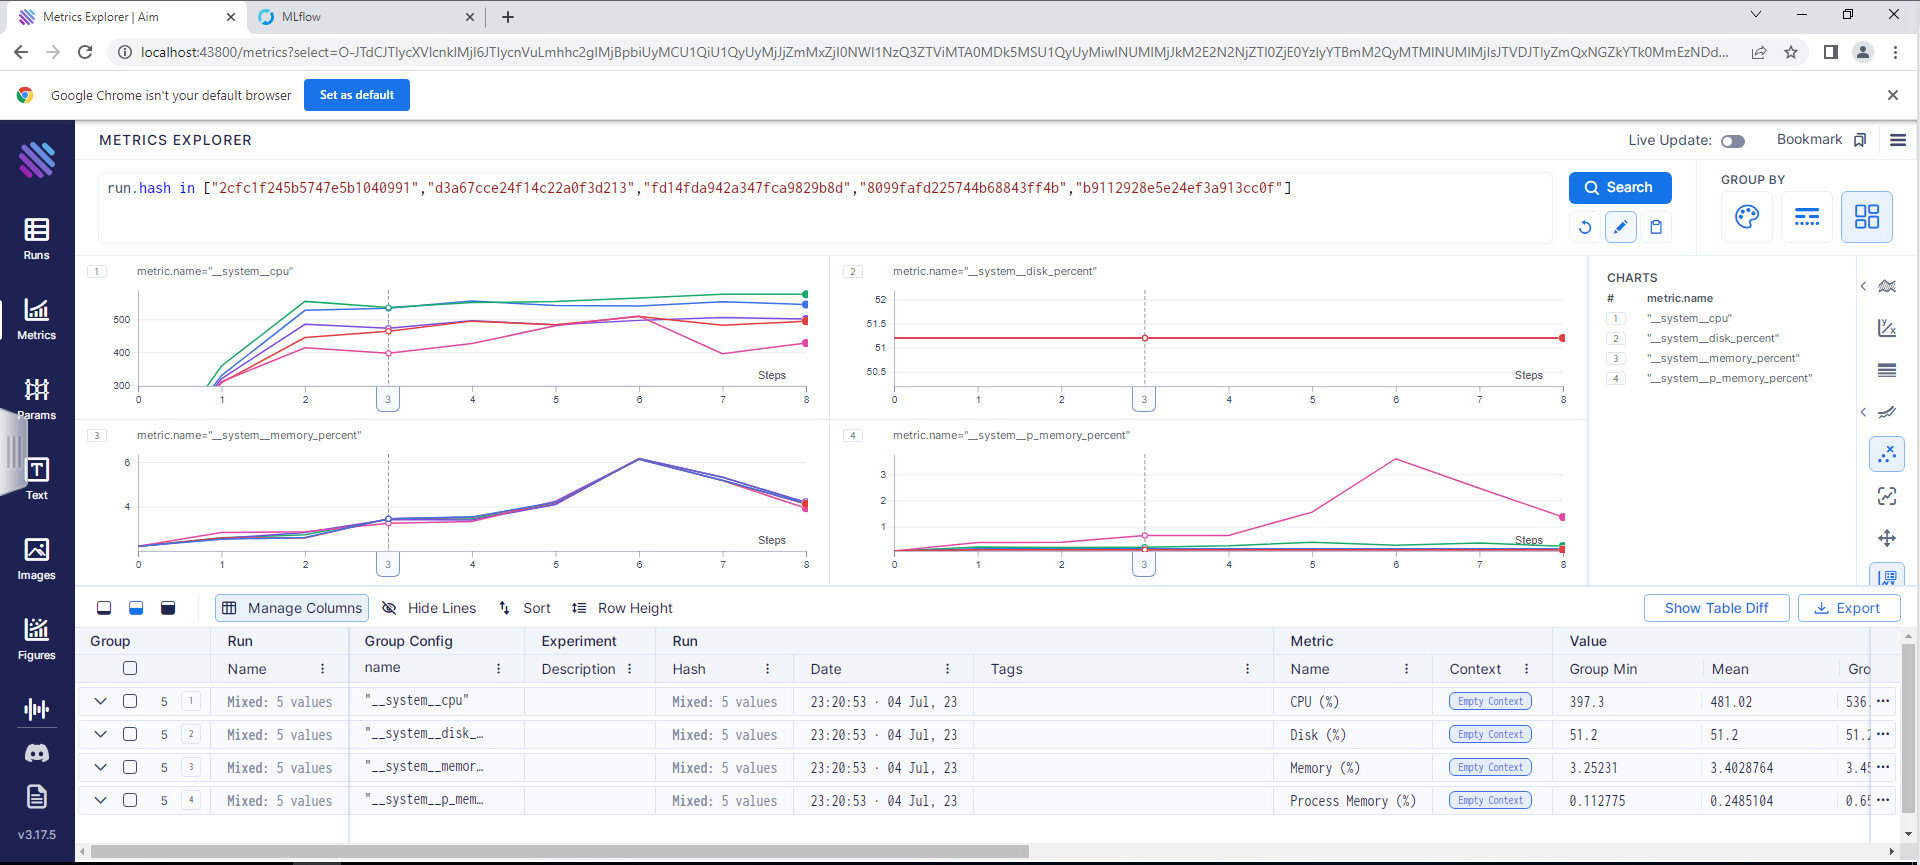 Metrics Explorer | Aim
MLflow
localhost:43800/metrics?select=O-JTdCJTIycXVlcnklMjI6JTIycnVuLmhhc2glMjBpbiUyMCU1QiU1QyUyMjJjZmMxZjI0NWI1NzQ3ZTViMTA0MDk5MSU1QyUyMiwlNUMlMjJkM2E2N2NjZTI0ZjE0YzIyYTBmM2QyMTMlNUMlMjIsJTVDJTIyZmQxNGZkYTk0MmEzNDd...
Google Chrome isn't your default browser
Set as default
METRICS EXPLORER
Live Update:
Bookmark
run.hash in ["2cfc1f245b5747e5b1040991","d3a67cce24f14c22a0f3d213","fd14fda942a347fca9829b8d","8099fafd225744b68843ff4b","b9112928e5e24ef3a913cc0f"]
Search
GROUP BY
Runs
Metrics
Params
Text
Images
Figures
v3.17.5
1 metric.name="__system__cpu"
500
400
300
Steps
0 1 2 3 4 5 6 7 8
2 metric.name="__system__disk_percent"
52
51.5
51
50.5
Steps
0 1 2 3 4 5 6 7 8
3 metric.name="__system__memory_percent"
6
4
Steps
0 1 2 3 4 5 6 7 8
4 metric.name="__system__p_memory_percent"
3
2
1
Steps
0 1 2 3 4 5 6 7 8
CHARTS
# metric.name
1 "__system__cpu"
2 "__system__disk_percent"
3 "__system__memory_percent"
4 "__system__p_memory_percent"
Manage Columns Hide Lines Sort Row Height Show Table Diff Export
Group Run Group Config Experiment Run Metric Value
Name name Description Hash Date Tags Name Context Group Min Mean Gro
5 1 Mixed: 5 values "__system__cpu" Mixed: 5 values 23:20:53 · 04 Jul, 23 CPU (%) Empty Context 397.3 481.02 536.
5 2 Mixed: 5 values "__system__disk_… Mixed: 5 values 23:20:53 · 04 Jul, 23 Disk (%) Empty Context 51.2 51.2 51.2
5 3 Mixed: 5 values "__system__memor… Mixed: 5 values 23:20:53 · 04 Jul, 23 Memory (%) Empty Context 3.25231 3.4028764 3.45
5 4 Mixed: 5 values "__system__p_mem… Mixed: 5 values 23:20:53 · 04 Jul, 23 Process Memory (%) Empty Context 0.112775 0.2485104 0.65